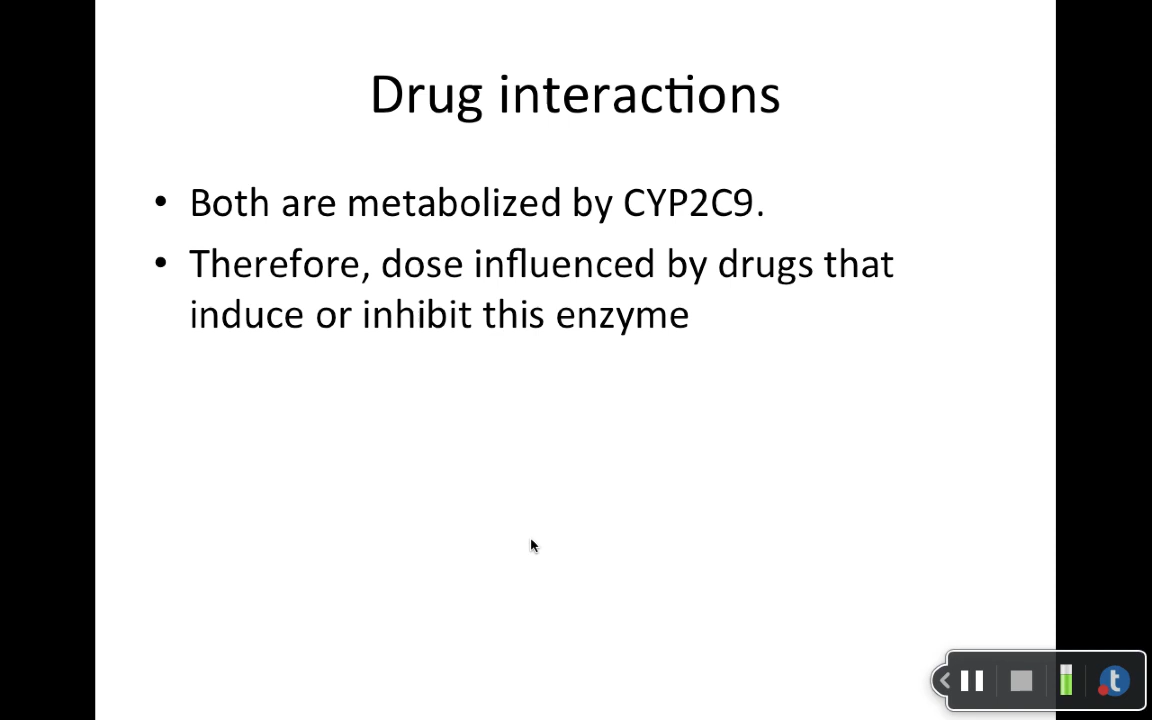 Drug interactions
• Both are metabolized by CYP2C9.
• Therefore, dose influenced by drugs that
induce or inhibit this enzyme
t